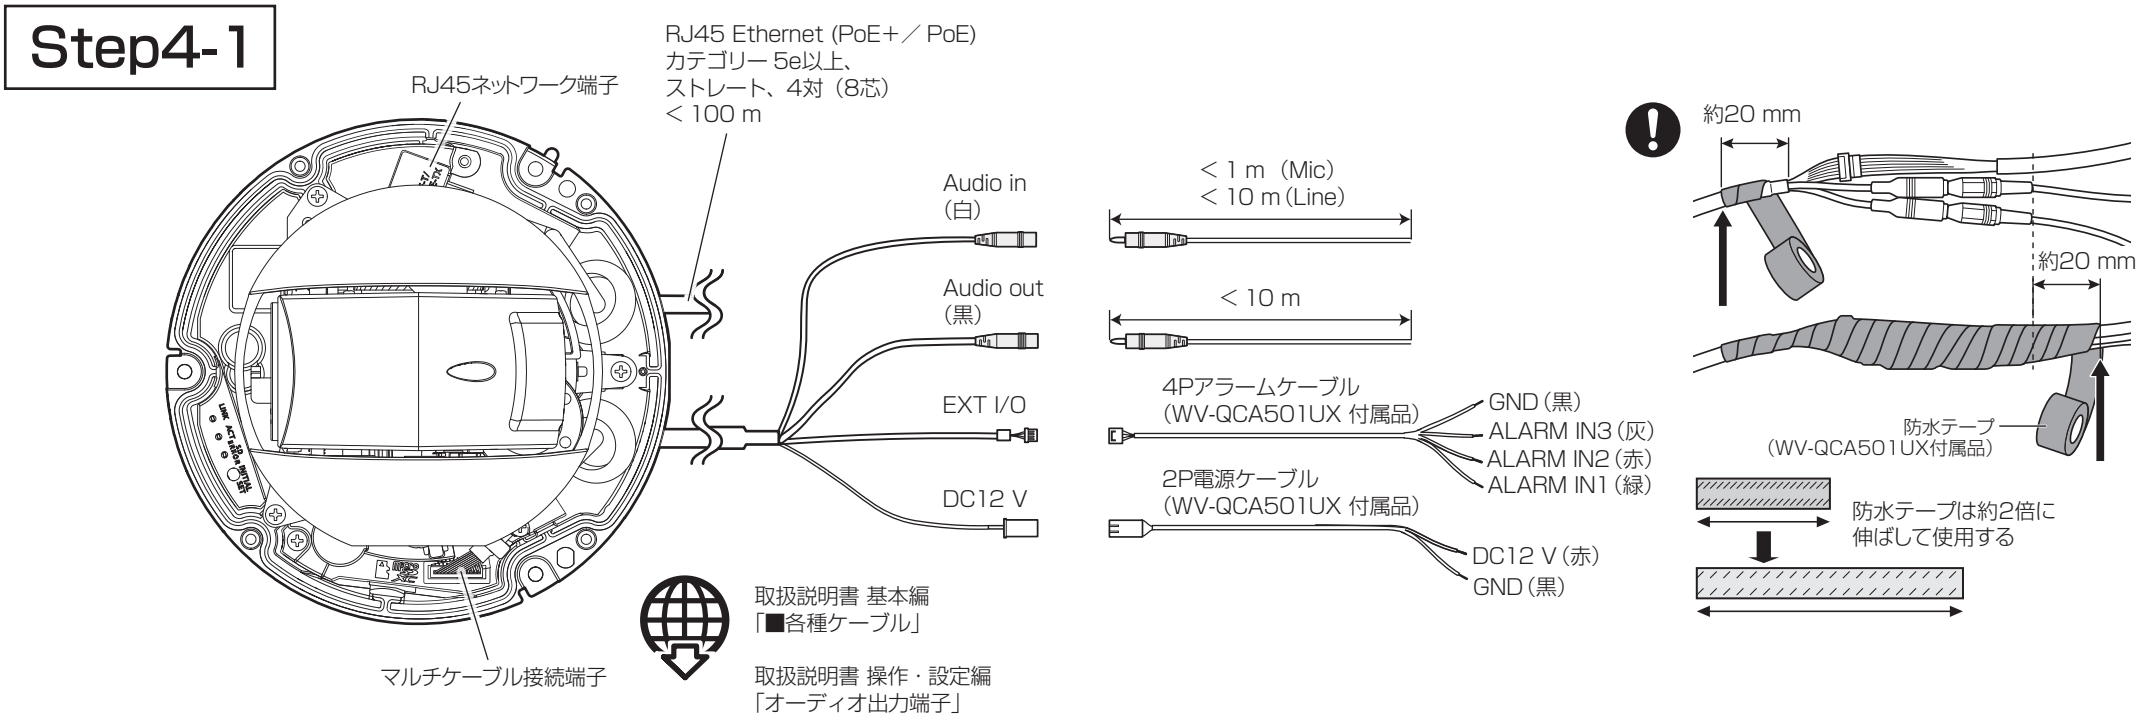 Step4-1
RJ45ネットワーク端子
RJ45 Ethernet (PoE+／ PoE)
カテゴリー 5e以上、
ストレート、4対（8芯）
< 100 m
Audio in
（白）
< 1 m（Mic）
< 10 m（Line）
Audio out
（黒）
< 10 m
EXT I/O
4Pアラームケーブル
（WV-QCA501UX 付属品）
GND（黒）
ALARM IN3（灰）
ALARM IN2（赤）
ALARM IN1（緑）
DC12 V
2P電源ケーブル
（WV-QCA501UX 付属品）
DC12 V（赤）
GND（黒）
LINK
ACT
SD
ERROR
INITIAL
SET
マルチケーブル接続端子
取扱説明書 基本編
「■各種ケーブル」
取扱説明書 操作・設定編
「オーディオ出力端子」
約20 mm
約20 mm
防水テープ
（WV-QCA501UX付属品）
防水テープは約2倍に
伸ばして使用する